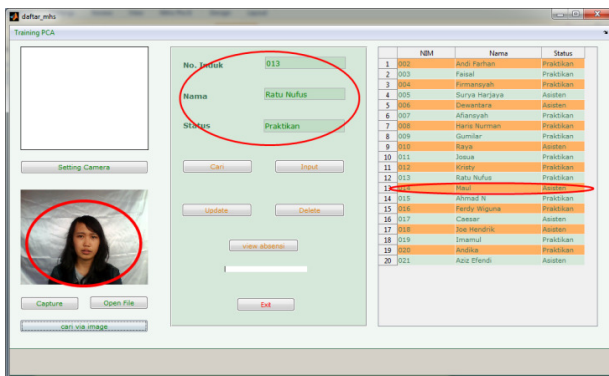 daftar_mhs
Training PCA
No. Induk 013
Nama Ratu Nufus
Status Praktikan
Cari Input
Update Delete
view absensi
Exit
Setting Camera
Capture Open File
cari via image
NIM Nama Status
1 002 Andi Farhan Praktikan
2 003 Faisal Praktikan
3 004 Firmansyah Praktikan
4 005 Surya Harjaya Asisten
5 006 Dewantara Asisten
6 007 Afiansyah Praktikan
7 008 Haris Nurman Praktikan
8 009 Gumilar Praktikan
9 010 Raya Asisten
10 011 Josua Praktikan
11 012 Kristy Praktikan
12 013 Ratu Nufus Praktikan
13 014 Maul Asisten
14 015 Ahmad N Praktikan
15 016 Ferdy Wiguna Praktikan
16 017 Caesar Asisten
17 018 Joe Hendrik Asisten
18 019 Imamul Praktikan
19 020 Andika Praktikan
20 021 Aziz Efendi Asisten